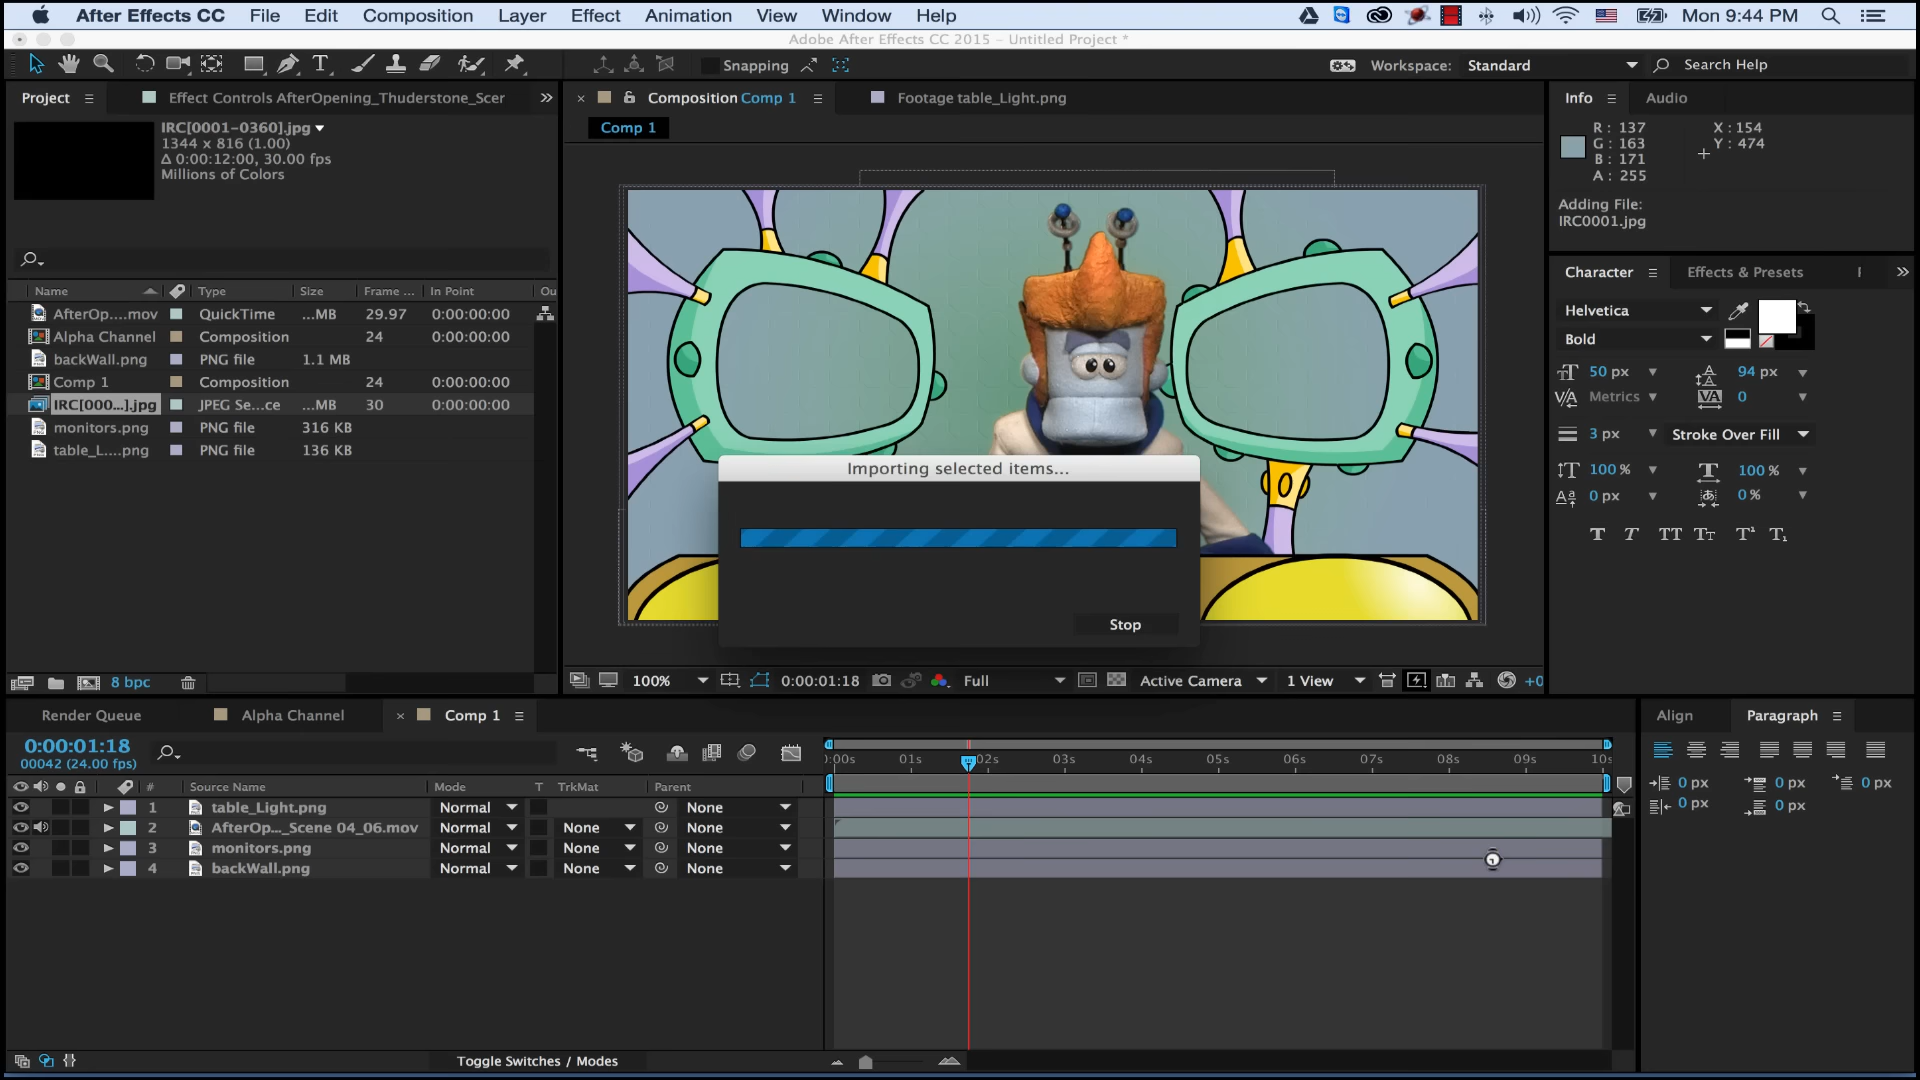 After Effects CC File Edit Composition Layer Effect Animation View Window Help Mon 9:44 PM
Adobe After Effects CC 2015 – Untitled Project *
Snapping Workspace: Standard Search Help
Project Effect Controls AfterOpening_Thuderstone_Scer
Composition Comp 1 Footage table_Light.png
Info Audio
Comp 1
IRC[0001-0360].jpg
1344 x 816 (1.00)
Δ 0:00:12:00, 30.00 fps
Millions of Colors
R : 137 X : 154
G : 163 Y : 474
B : 171
A : 255
Adding File:
IRC0001.jpg
Character Effects & Presets
Helvetica
Bold
50 px 94 px
Metrics 0
3 px Stroke Over Fill
100 % 100 %
0 px 0 %
T T TT Tt T¹ T₁
Name Type Size Frame ... In Point Ou
AfterOp....mov QuickTime ...MB 29.97 0:00:00:00
Alpha Channel Composition 24 0:00:00:00
backWall.png PNG file 1.1 MB
Comp 1 Composition 24 0:00:00:00
IRC[000...].jpg JPEG Se...ce ...MB 30 0:00:00:00
monitors.png PNG file 316 KB
table_L....png PNG file 136 KB
Importing selected items...
Stop
8 bpc
100% 0:00:01:18 Full Active Camera 1 View +0
Render Queue Alpha Channel Comp 1
0:00:01:18
00042 (24.00 fps)
:00s 01s 02s 03s 04s 05s 06s 07s 08s 09s 10s
# Source Name Mode T TrkMat Parent
1 table_Light.png Normal None
2 AfterOp..._Scene 04_06.mov Normal None None
3 monitors.png Normal None None
4 backWall.png Normal None None
Toggle Switches / Modes
Align Paragraph
0 px 0 px 0 px
0 px 0 px